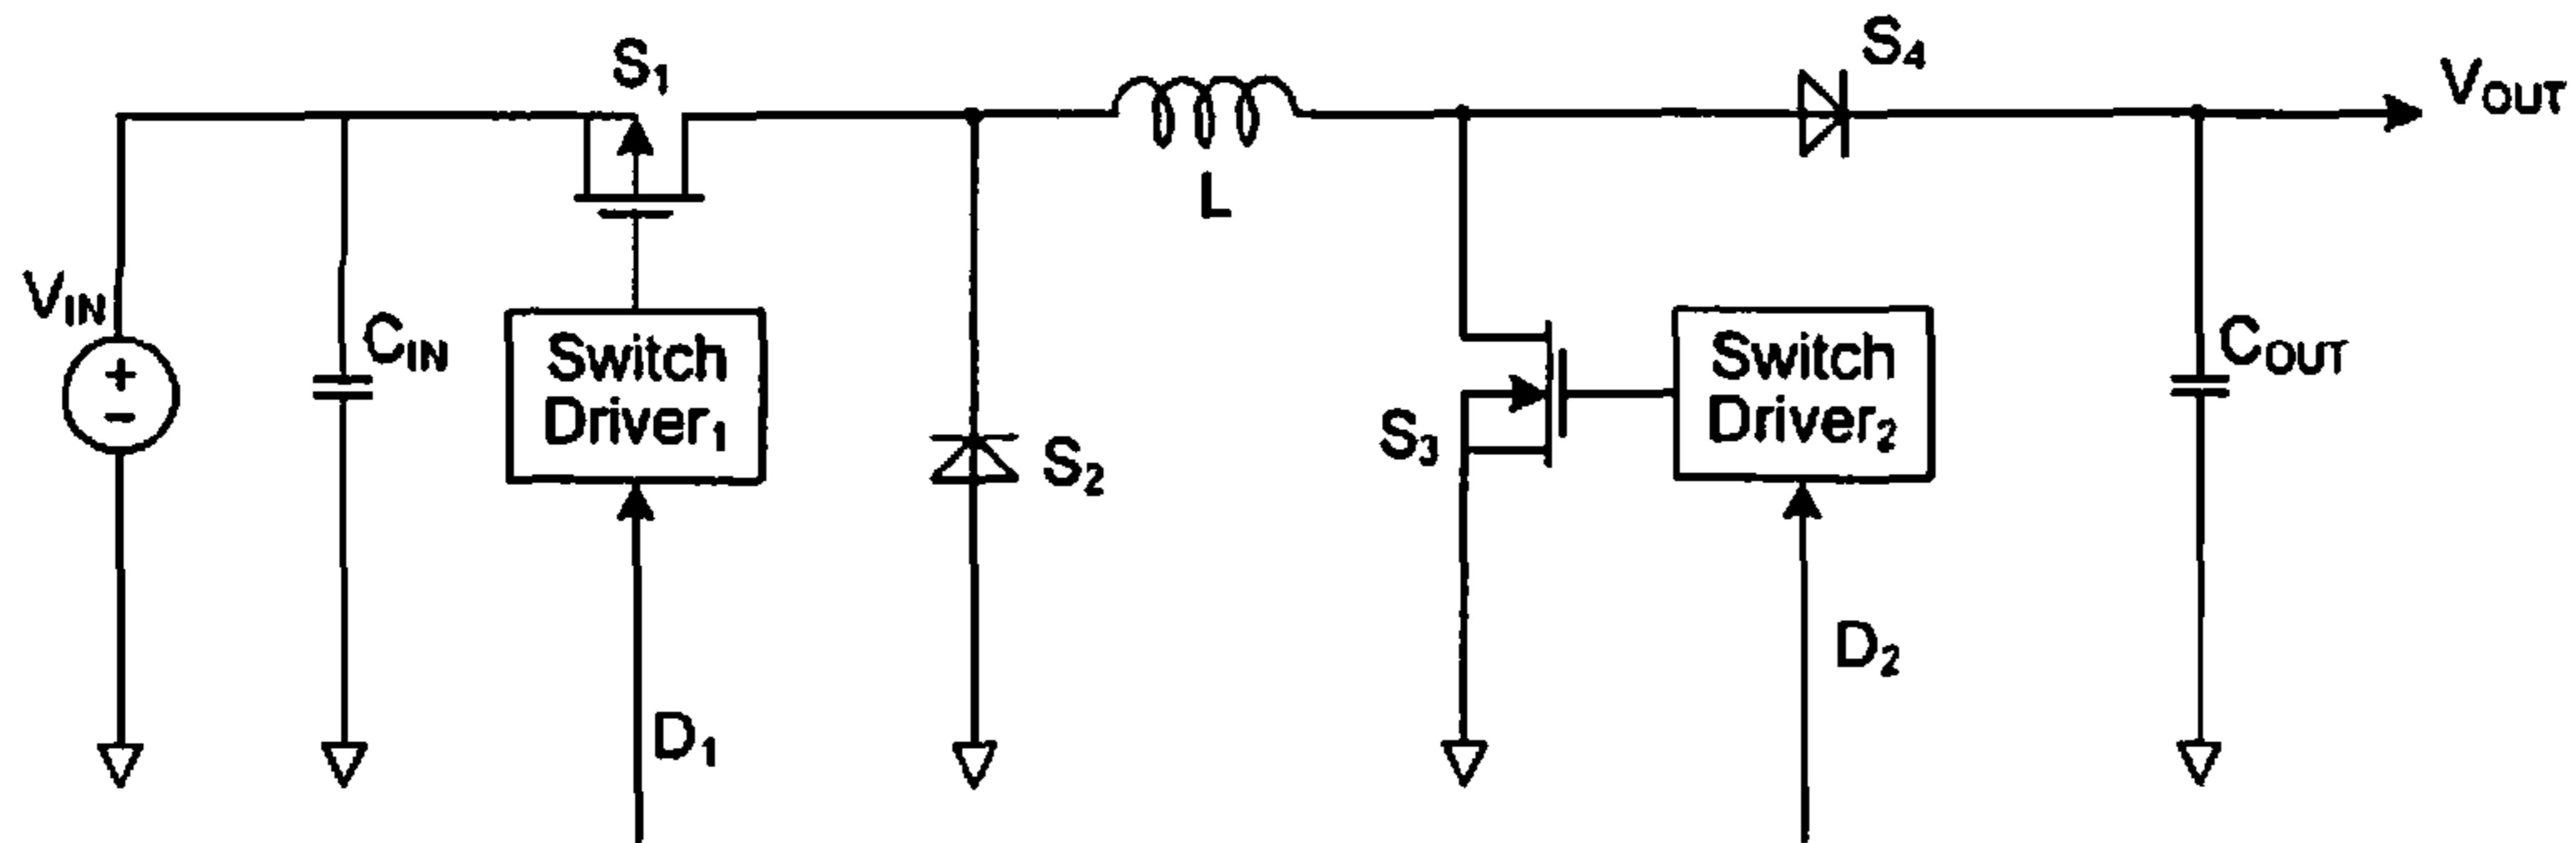 S1
S4
VOUT
L
VIN
+
−
CIN
Switch
Driver1
S2
S3
Switch
Driver2
COUT
D1
D2